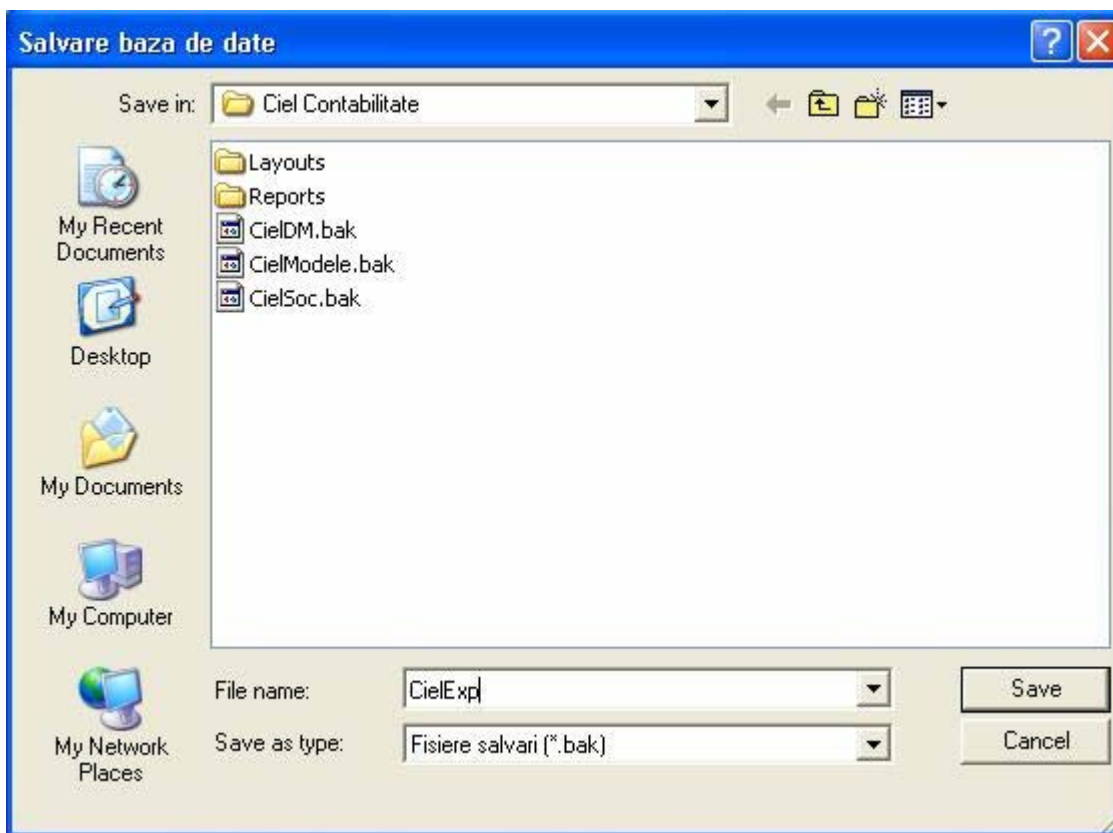 Salvare baza de date
Save in: Ciel Contabilitate
My Recent
Documents
Desktop
My Documents
My Computer
My Network
Places
Layouts
Reports
CielDM.bak
CielModele.bak
CielSoc.bak
File name: CielExp
Save
Save as type: Fisiere salvari (*.bak)
Cancel